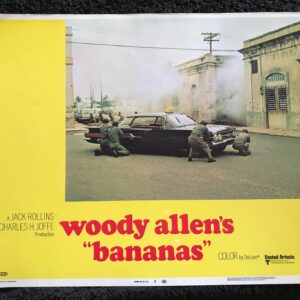 A JACK ROLLINS-
CHARLES H. JOFFE
Production
woody allen's
"bananas"
COLOR by DeLuxe®
United Artists